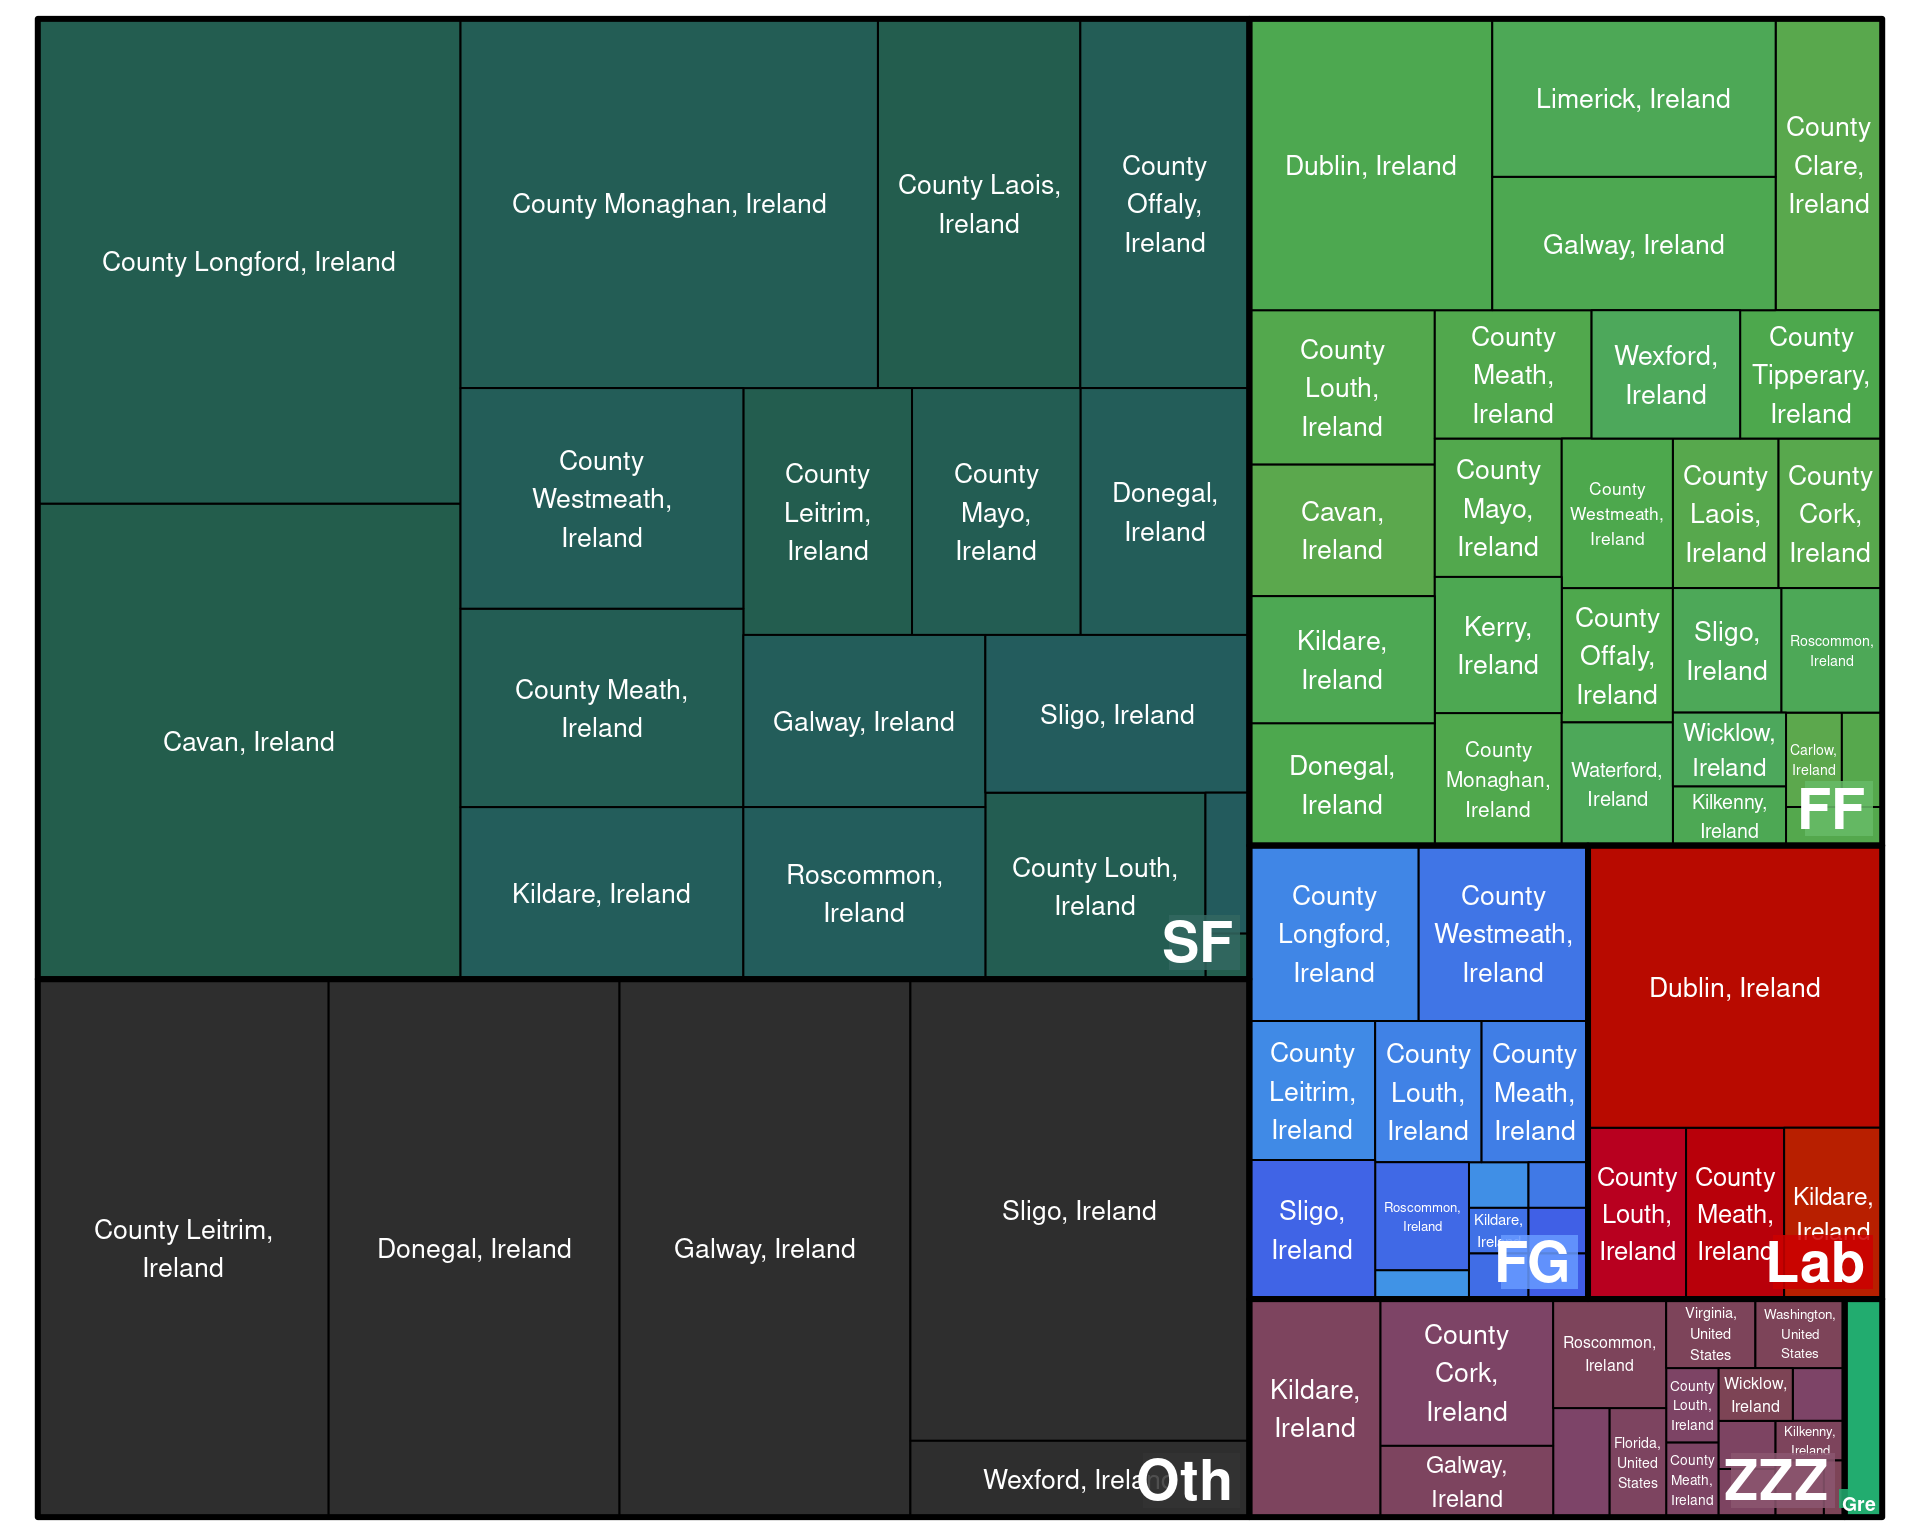 County Longford, Ireland
Cavan, Ireland
County Monaghan, Ireland
County Laois,
Ireland
County
Offaly,
Ireland
County
Westmeath,
Ireland
County
Leitrim,
Ireland
County
Mayo,
Ireland
Donegal,
Ireland
County Meath,
Ireland
Galway, Ireland
Sligo, Ireland
Kildare, Ireland
Roscommon,
Ireland
County Louth,
Ireland
SF
County Leitrim,
Ireland
Donegal, Ireland
Galway, Ireland
Sligo, Ireland
Wexford, Ireland
Oth
Dublin, Ireland
Limerick, Ireland
Galway, Ireland
County
Clare,
Ireland
County
Louth,
Ireland
County
Meath,
Ireland
Wexford,
Ireland
County
Tipperary,
Ireland
Cavan,
Ireland
County
Mayo,
Ireland
County
Westmeath,
Ireland
County
Laois,
Ireland
County
Cork,
Ireland
Kildare,
Ireland
Kerry,
Ireland
County
Offaly,
Ireland
Sligo,
Ireland
Roscommon,
Ireland
Donegal,
Ireland
County
Monaghan,
Ireland
Waterford,
Ireland
Wicklow,
Ireland
Kilkenny,
Ireland
Carlow,
Ireland
FF
County
Longford,
Ireland
County
Westmeath,
Ireland
County
Leitrim,
Ireland
County
Louth,
Ireland
County
Meath,
Ireland
Sligo,
Ireland
Roscommon,
Ireland
Kildare,
Ireland
FG
Dublin, Ireland
County
Louth,
Ireland
County
Meath,
Ireland
Kildare,
Ireland
Lab
Kildare,
Ireland
County
Cork,
Ireland
Galway,
Ireland
Roscommon,
Ireland
Florida,
United
States
Virginia,
United
States
Washington,
United
States
County
Louth,
Ireland
Wicklow,
Ireland
County
Meath,
Ireland
Kilkenny,
Ireland
ZZZ
Gre